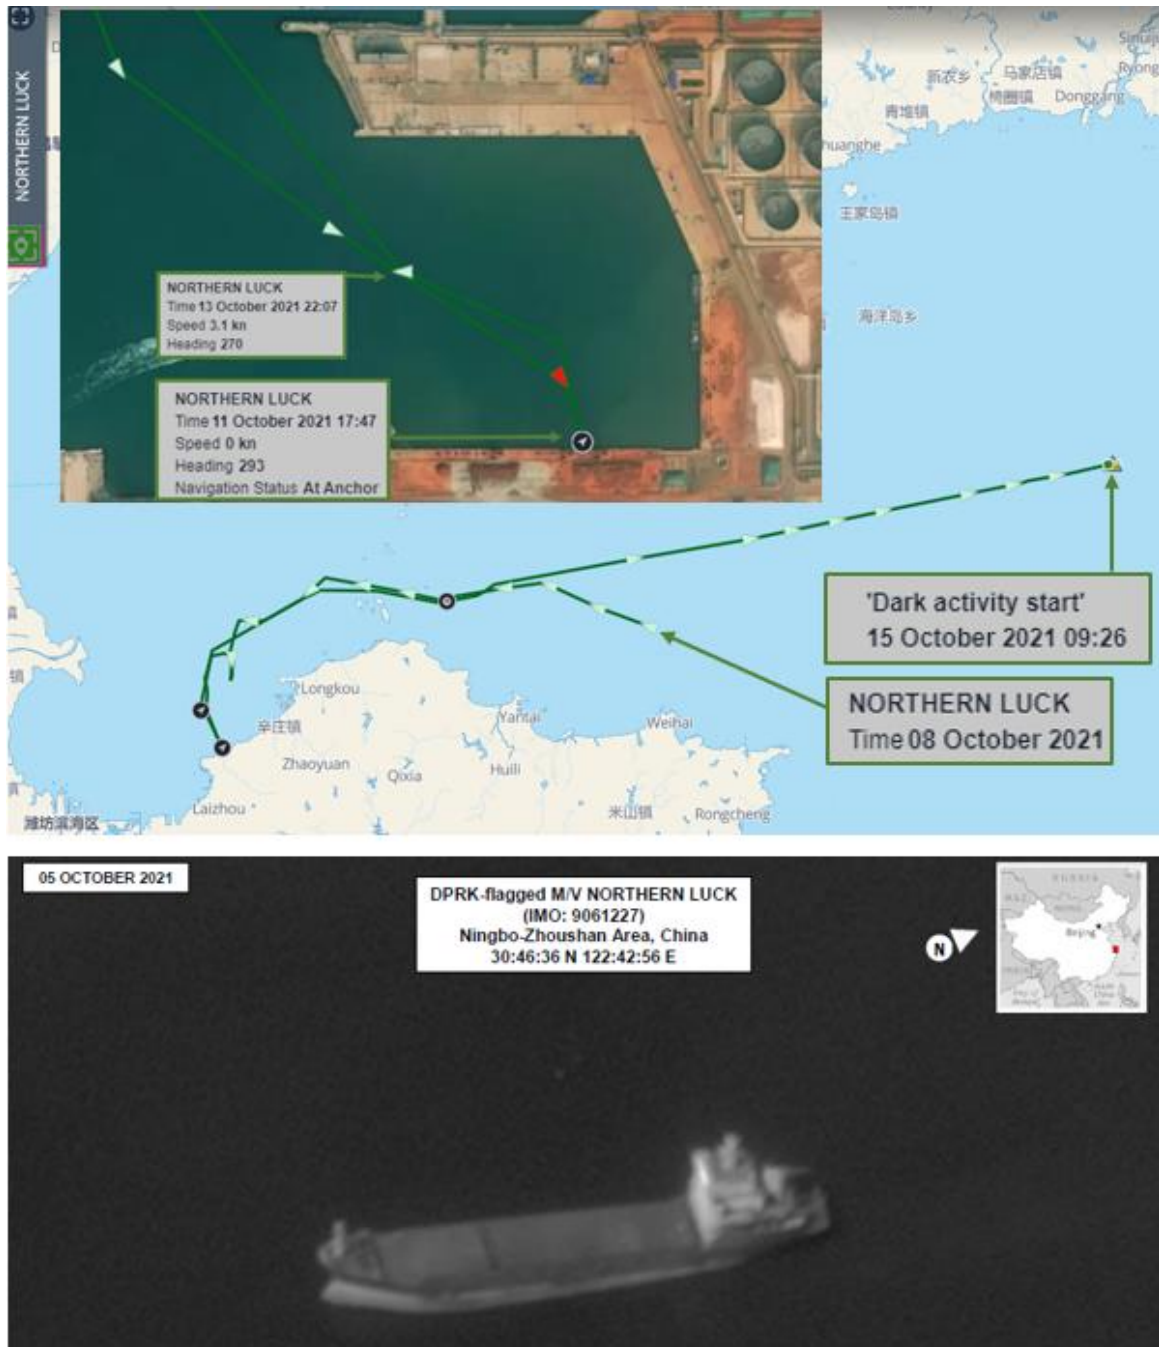 NORTHERN LUCK
NORTHERN LUCK
Time 13 October 2021 22:07
Speed 3.1 kn
Heading 270
NORTHERN LUCK
Time 11 October 2021 17:47
Speed 0 kn
Heading 293
Navigation Status At Anchor
新农乡
马家店镇
Ryong
椅圈镇
Donggang
青堆镇
huanghe
王家岛镇
海洋岛乡
'Dark activity start'
15 October 2021 09:26
NORTHERN LUCK
Time 08 October 2021
镇
镇
镇
Longkou
辛庄镇
Yantai
Weihai
Zhaoyuan
Qixia
Huili
Laizhou
米山镇
Rongcheng
潍坊滨海区
05 OCTOBER 2021
DPRK-flagged M/V NORTHERN LUCK
(IMO: 9061227)
Ningbo-Zhoushan Area, China
30:46:36 N 122:42:56 E
N
Beijing